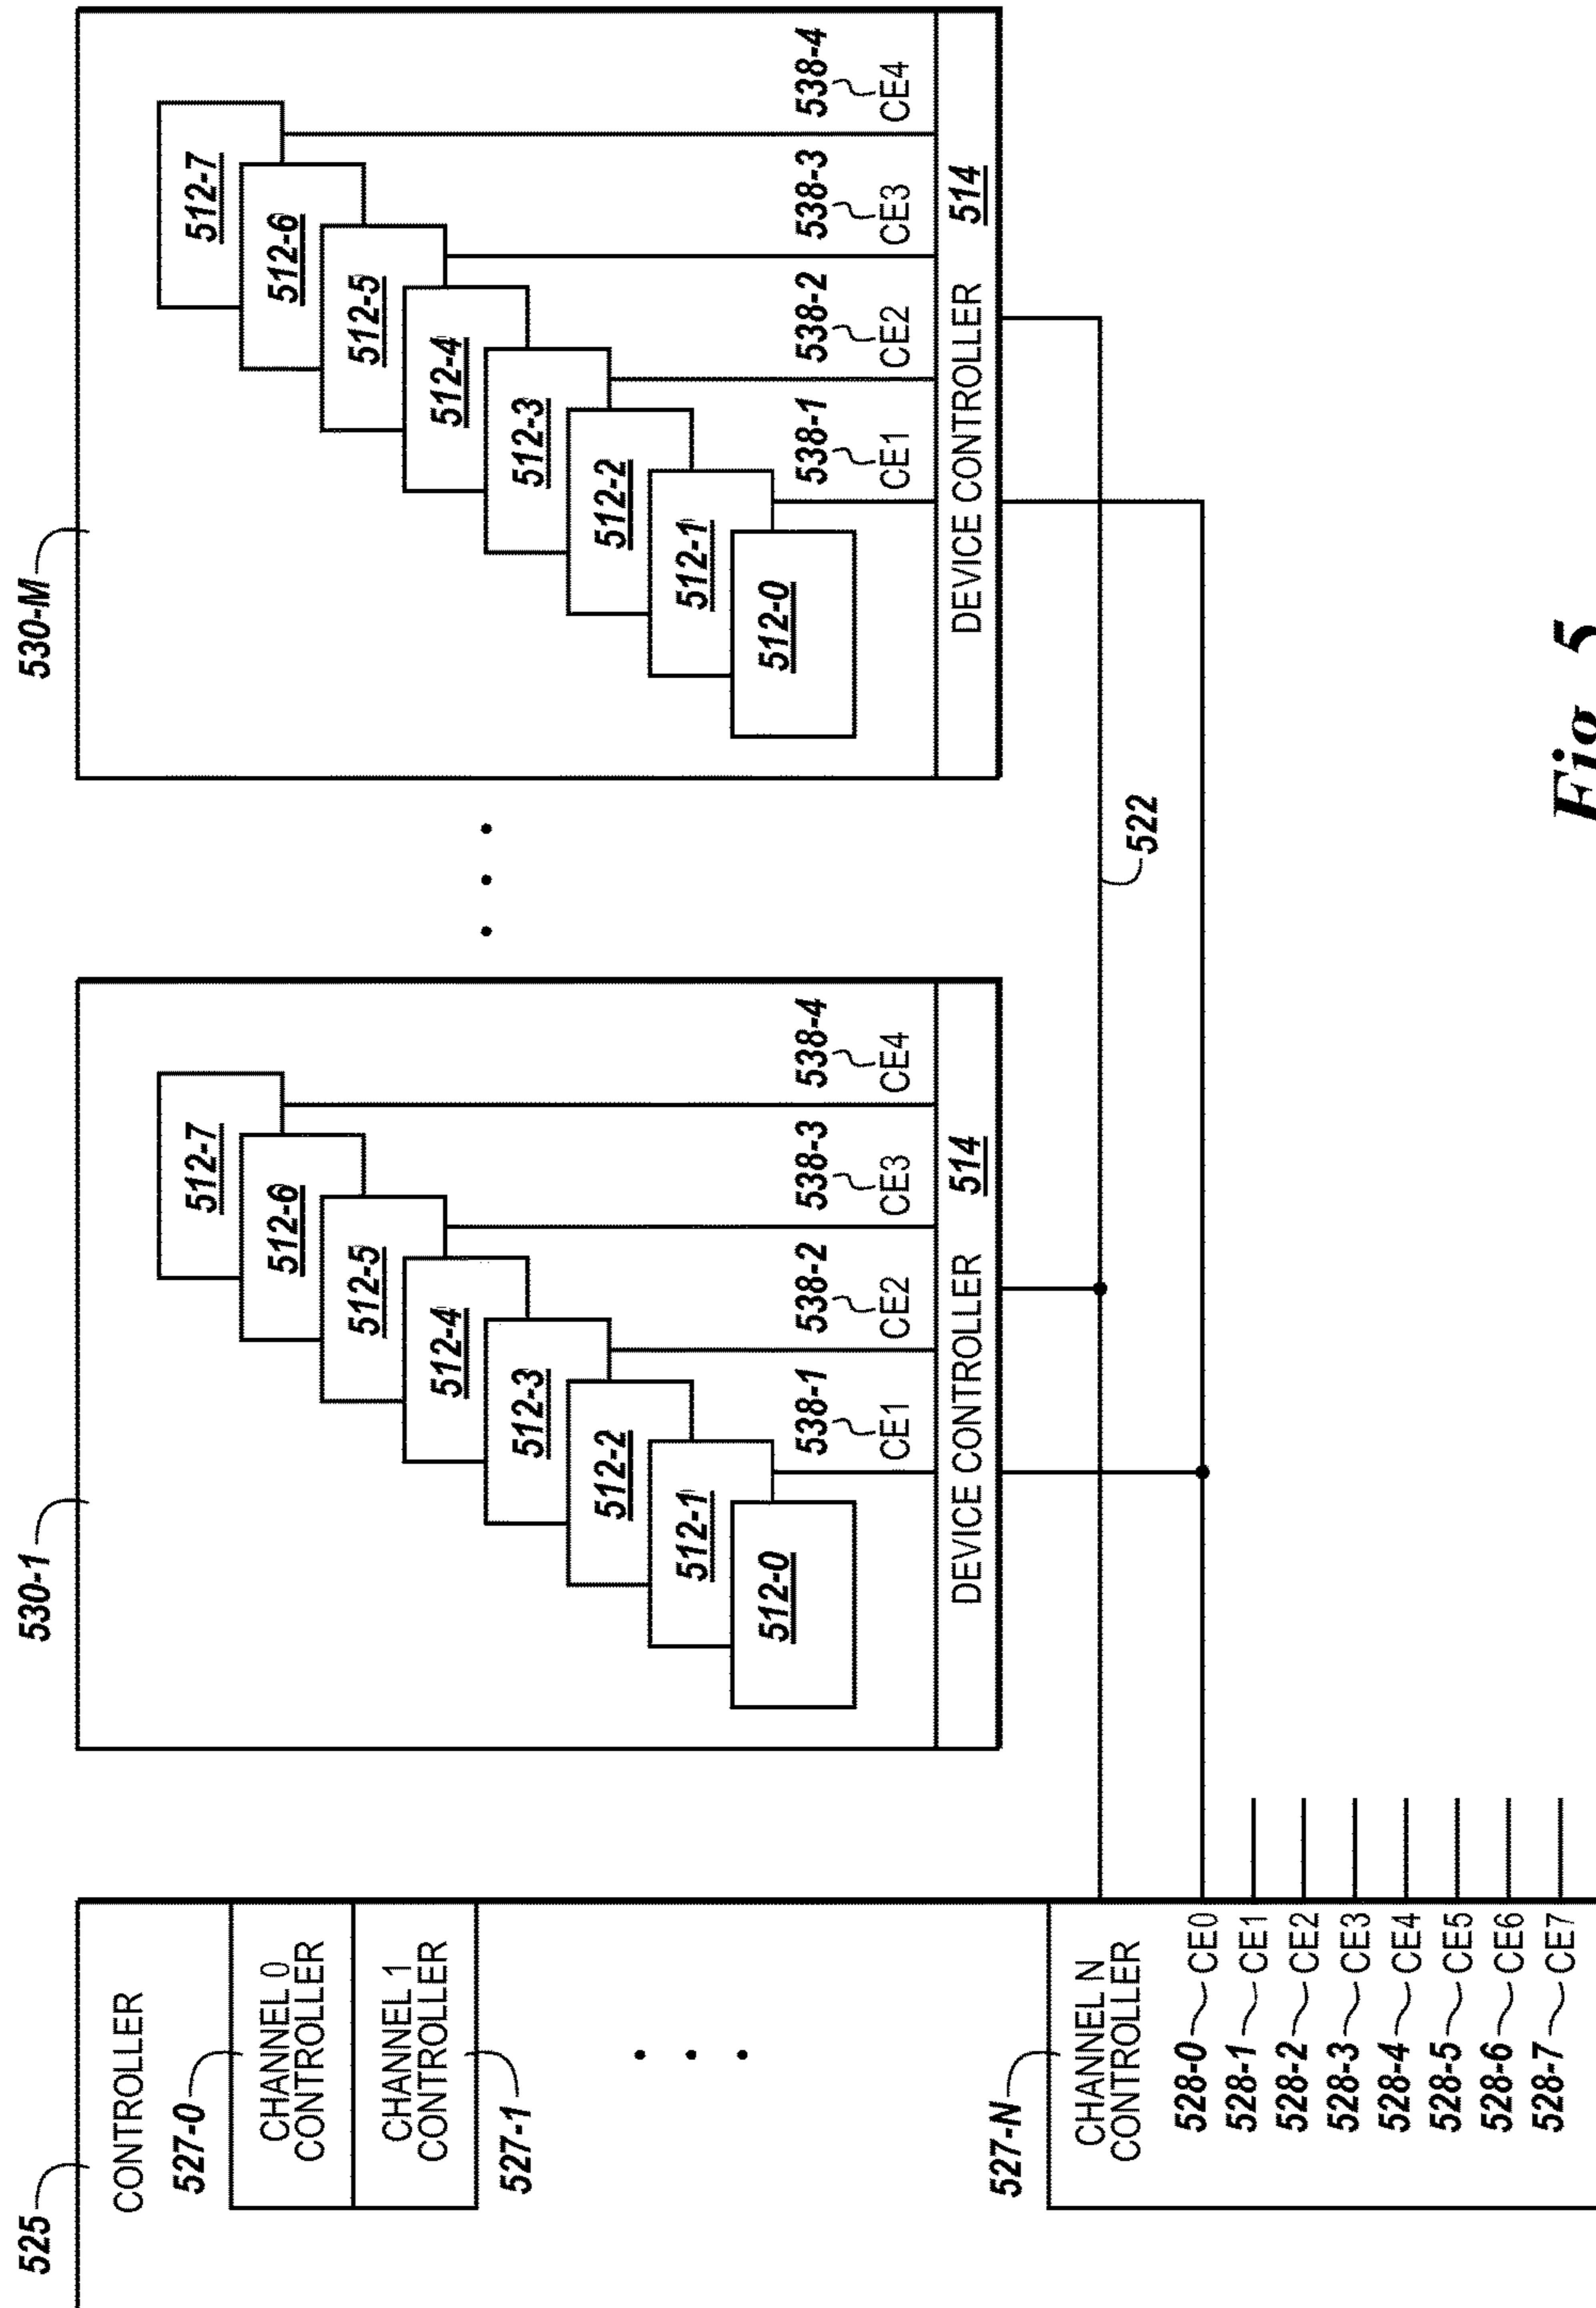 525
CONTROLLER
527-0
CHANNEL 0
CONTROLLER
CHANNEL 1
CONTROLLER
527-1
527-N
CHANNEL N
CONTROLLER
528-0 CE0
528-1 CE1
528-2 CE2
528-3 CE3
528-4 CE4
528-5 CE5
528-6 CE6
528-7 CE7
530-1
512-7
512-6
512-5
512-4
512-3
512-2
512-1
512-0
538-1 538-2 538-3 538-4
CE1 CE2 CE3 CE4
DEVICE CONTROLLER 514
530-M
512-7
512-6
512-5
512-4
512-3
512-2
512-1
512-0
538-1 538-2 538-3 538-4
CE1 CE2 CE3 CE4
DEVICE CONTROLLER 514
522
Fig. 5